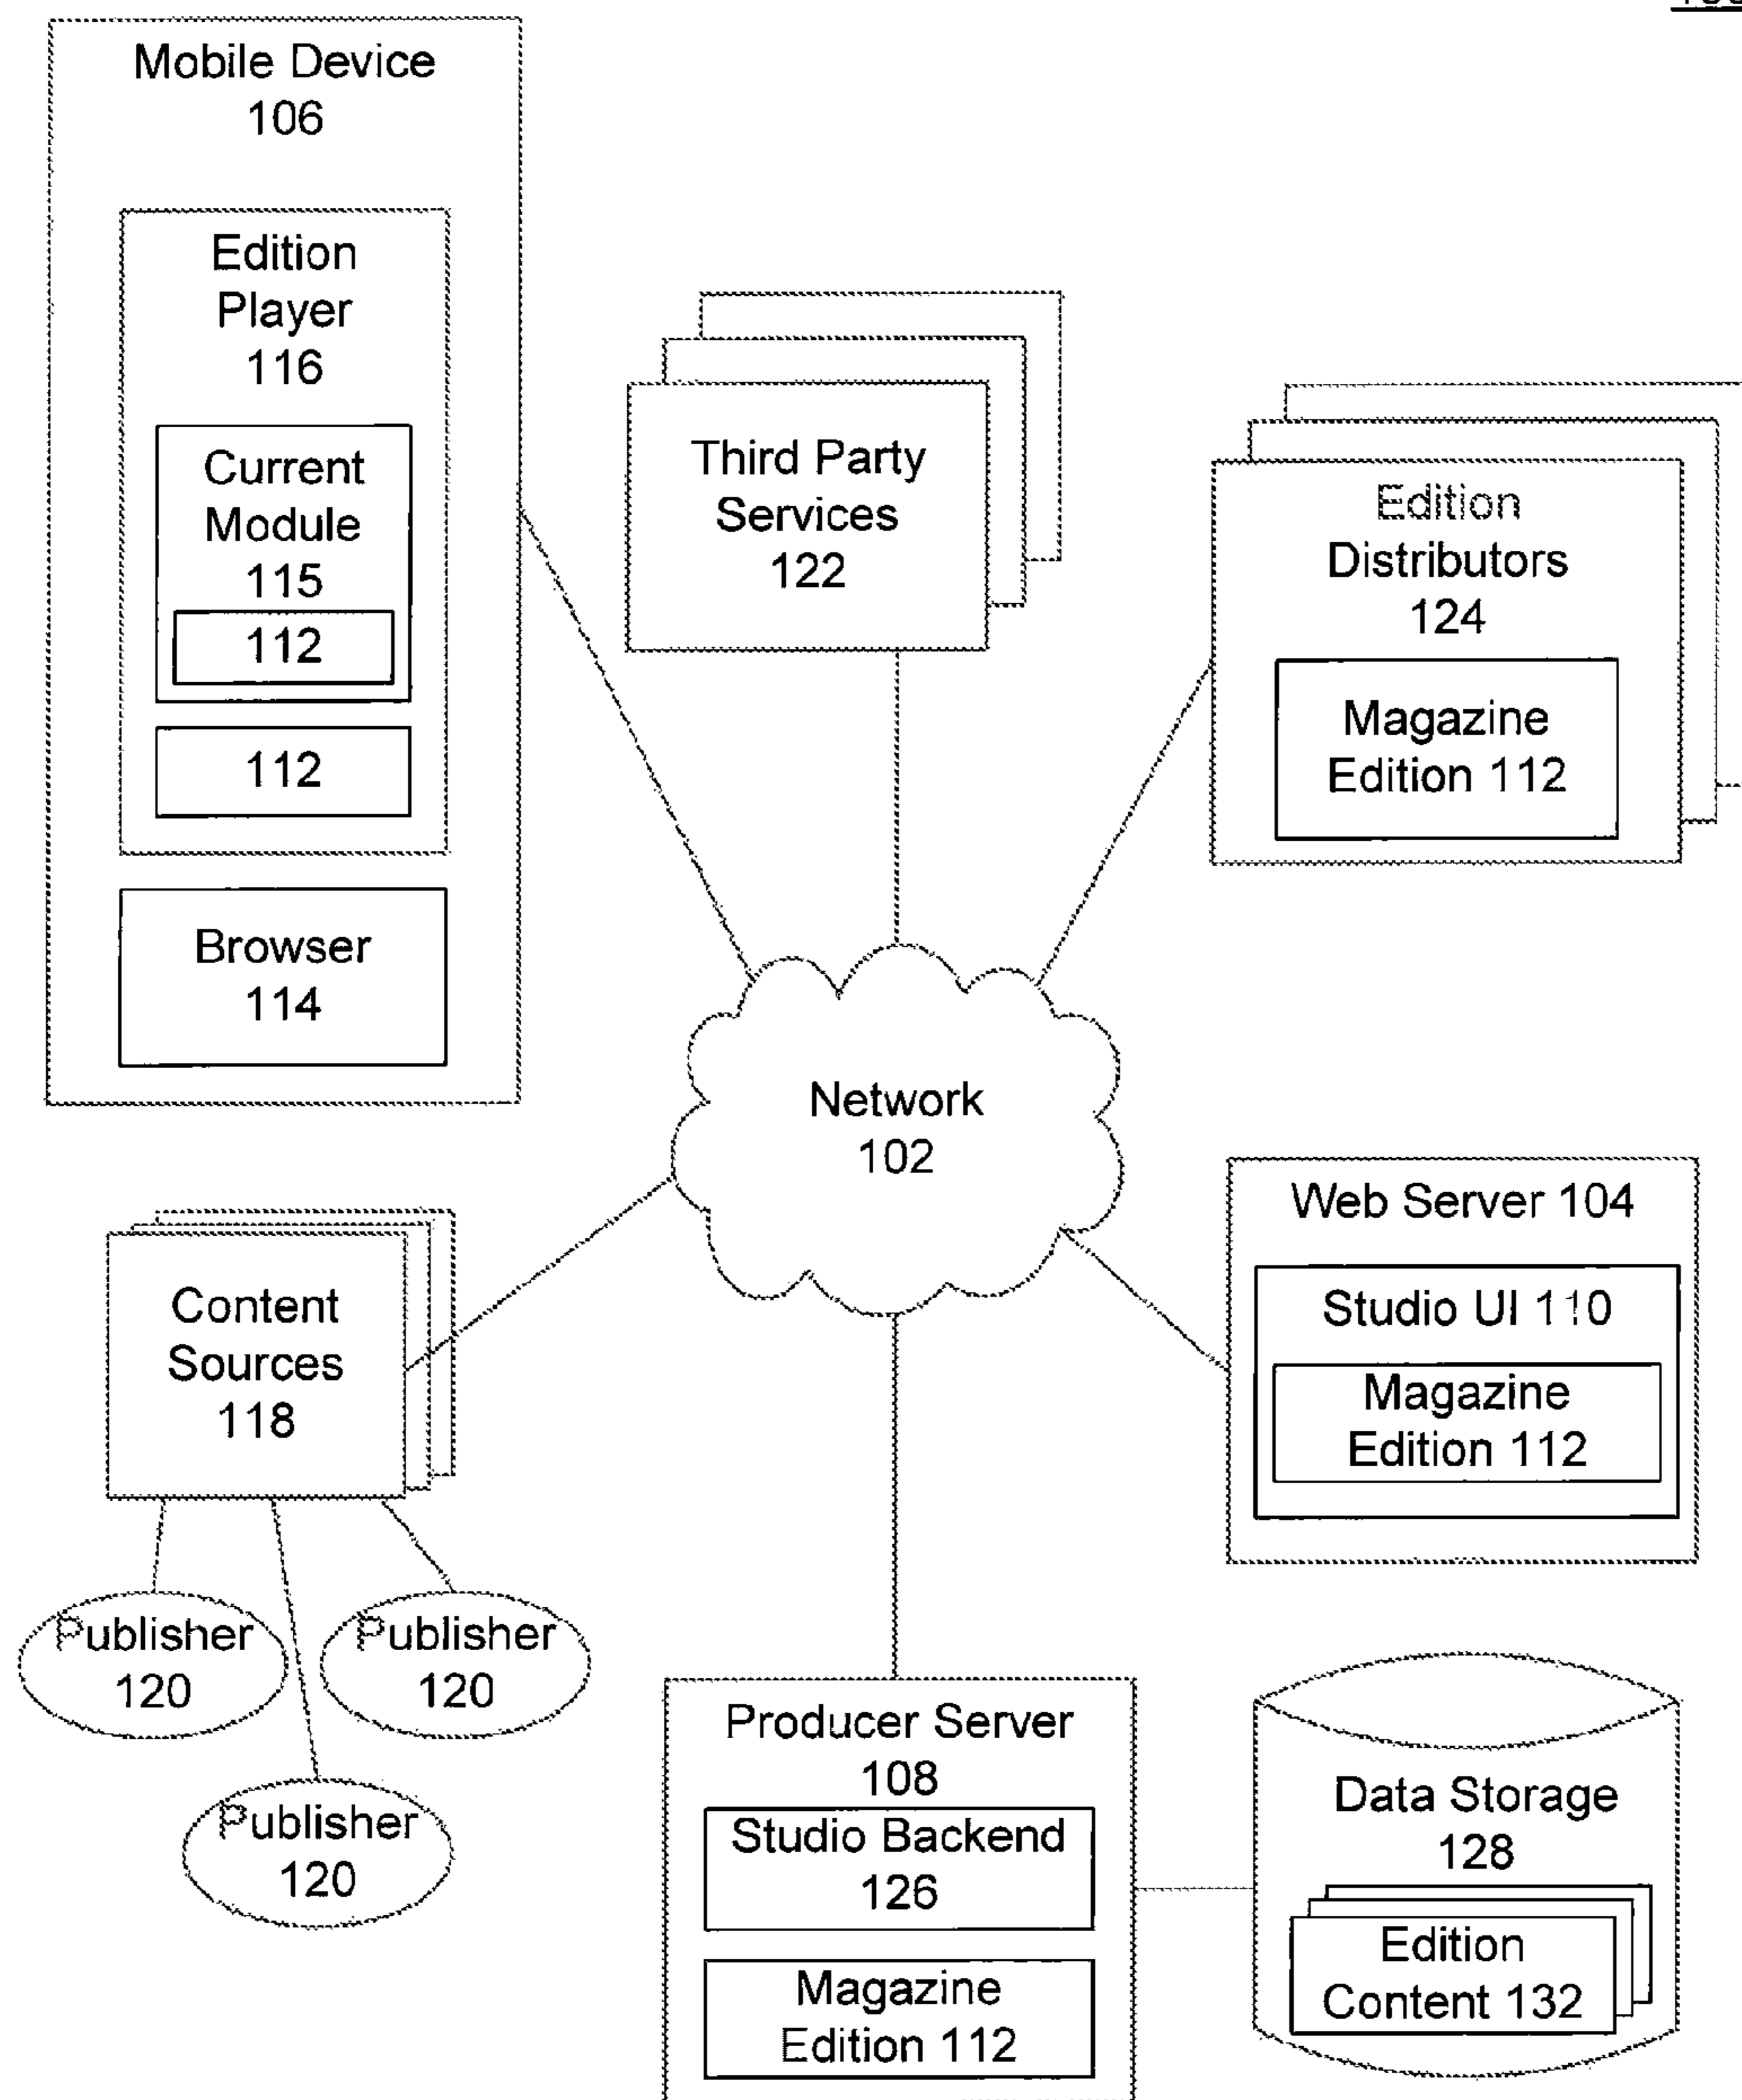 Mobile Device
106
Edition
Player
116
Current
Module
115
112
112
Browser
114
Third Party
Services
122
Edition
Distributors
124
Magazine
Edition 112
Network
102
Web Server 104
Studio UI 110
Magazine
Edition 112
Content
Sources
118
Publisher
120
Publisher
120
Publisher
120
Producer Server
108
Studio Backend
126
Magazine
Edition 112
Data Storage
128
Edition
Content 132